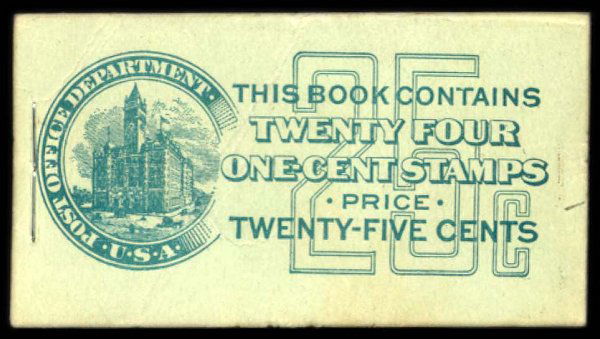 POST OFFICE DEPARTMENT
· U · S · A ·
25c
THIS BOOK CONTAINS
TWENTY FOUR
ONE-CENT STAMPS
· PRICE ·
TWENTY-FIVE CENTS